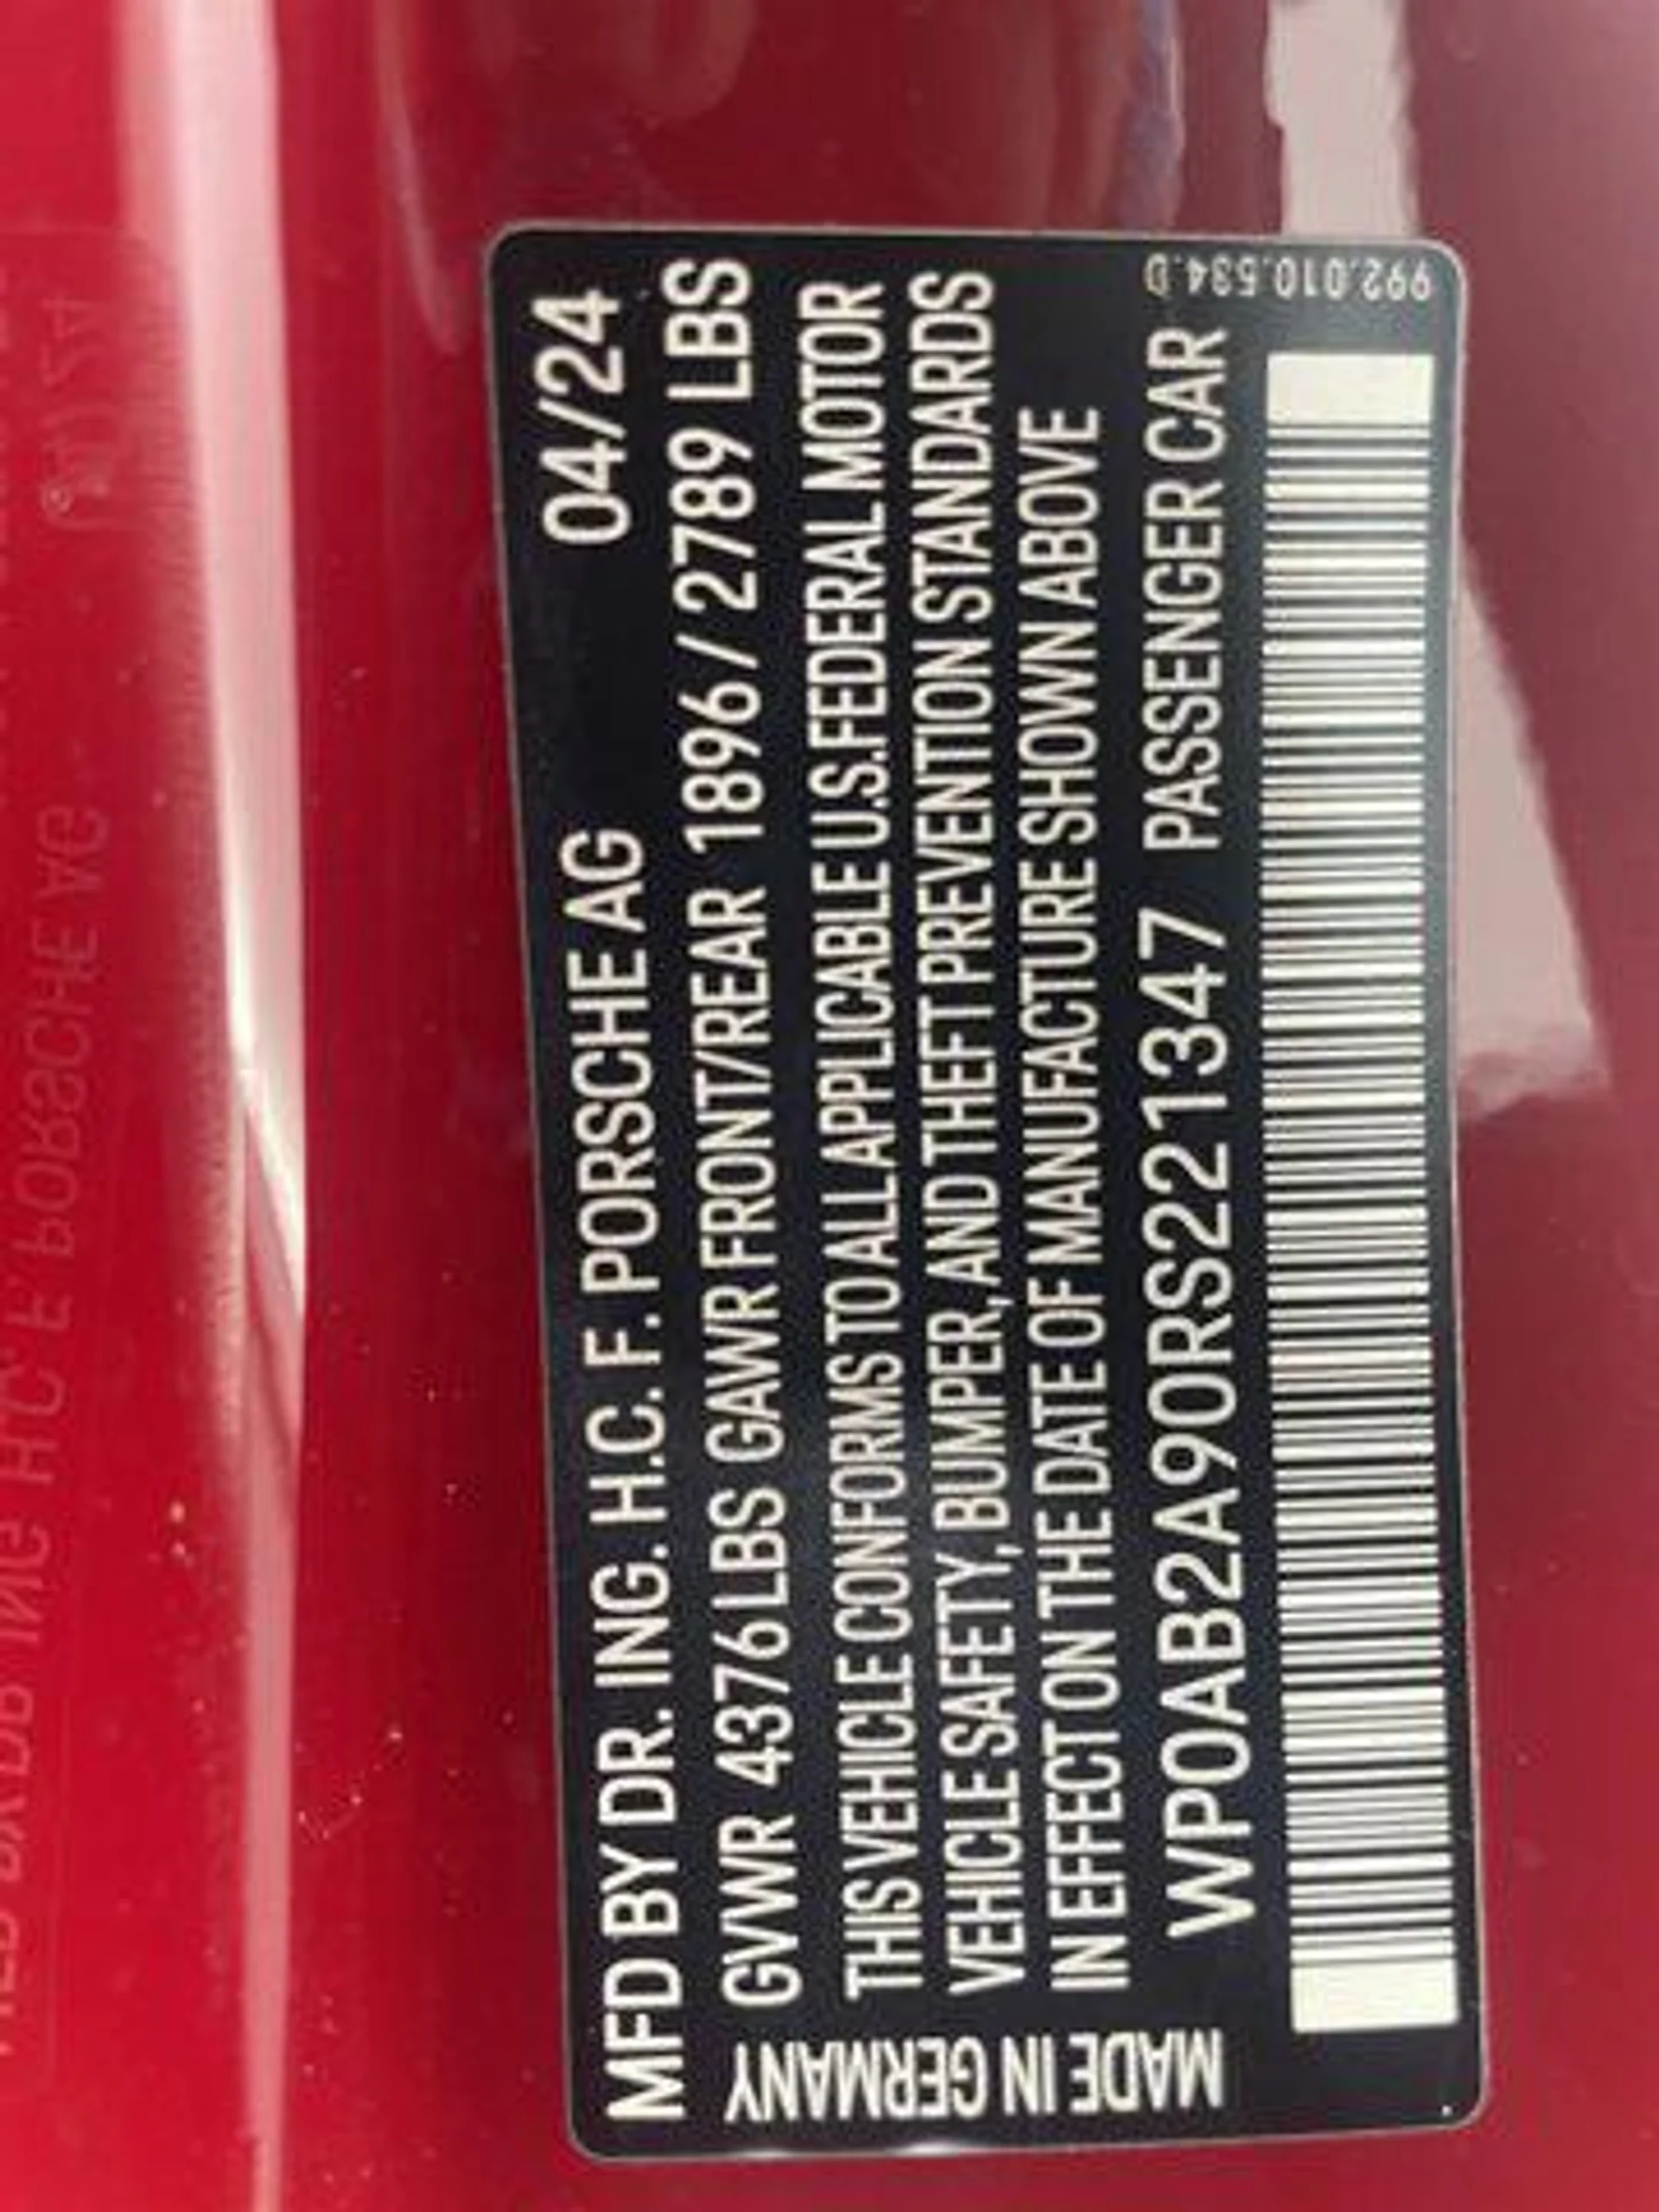 MFD BY DR. ING. H.C. F. PORSCHE AG 04/24
GVWR 4376 LBS GAWR FRONT/REAR 1896 / 2789 LBS
THIS VEHICLE CONFORMS TO ALL APPLICABLE U.S.FEDERAL MOTOR
VEHICLE SAFETY, BUMPER, AND THEFT PREVENTION STANDARDS
IN EFFECT ON THE DATE OF MANUFACTURE SHOWN ABOVE
WP0AB2A90RS221347 PASSENGER CAR
MADE IN GERMANY
992.010.534.D